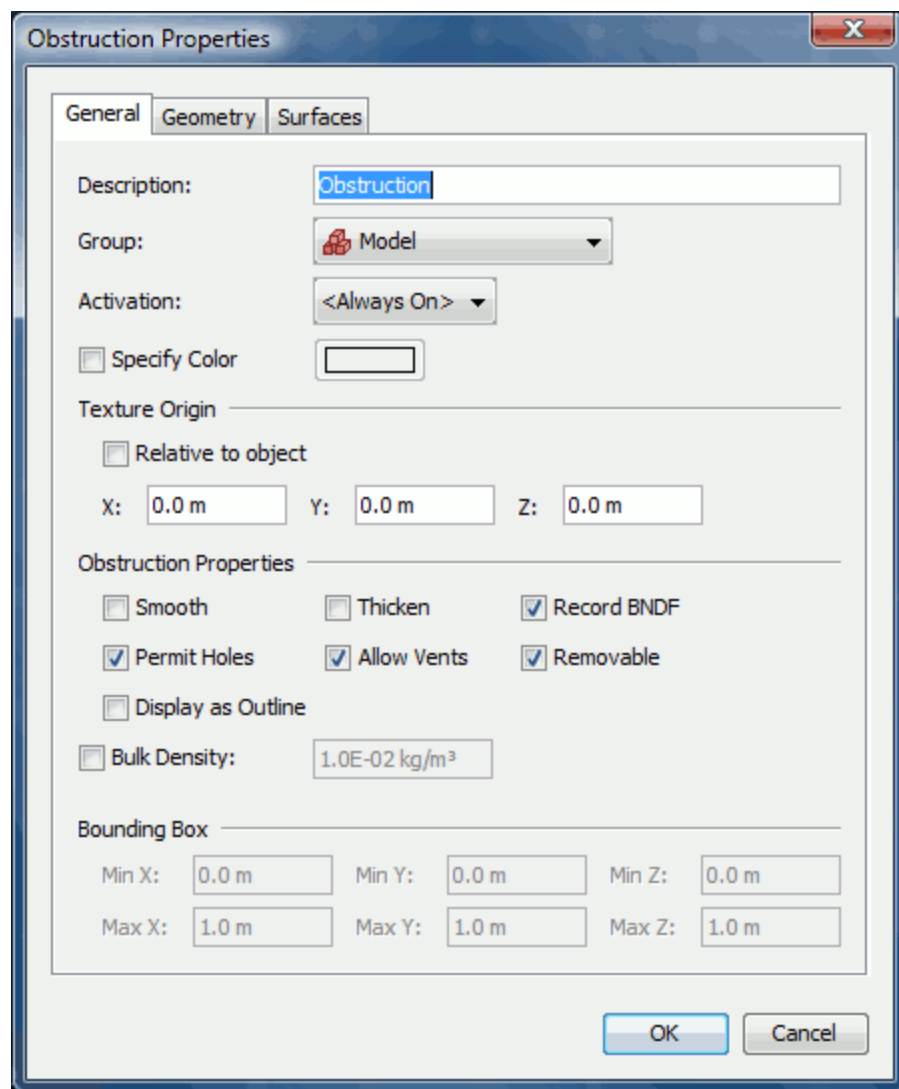 Obstruction Properties
General Geometry Surfaces
Description: Obstruction
Group: Model
Activation: <Always On>
Specify Color
Texture Origin
Relative to object
X: 0.0 m Y: 0.0 m Z: 0.0 m
Obstruction Properties
Smooth Thicken Record BNDF
Permit Holes Allow Vents Removable
Display as Outline
Bulk Density: 1.0E-02 kg/m³
Bounding Box
Min X: 0.0 m Min Y: 0.0 m Min Z: 0.0 m
Max X: 1.0 m Max Y: 1.0 m Max Z: 1.0 m
OK Cancel